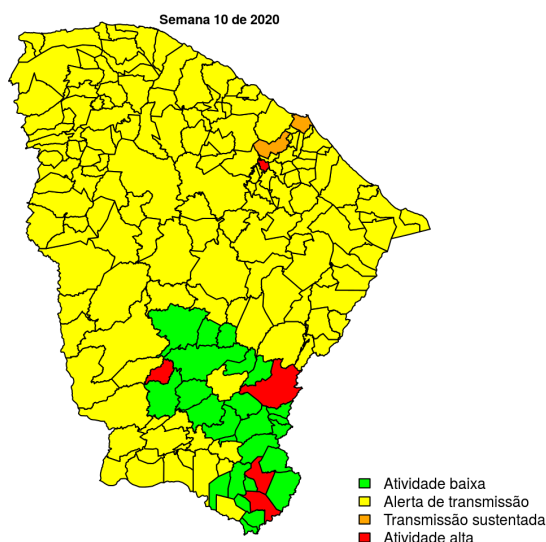 Semana 10 de 2020
Atividade baixa
Alerta de transmissão
Transmissão sustentada
Atividade alta